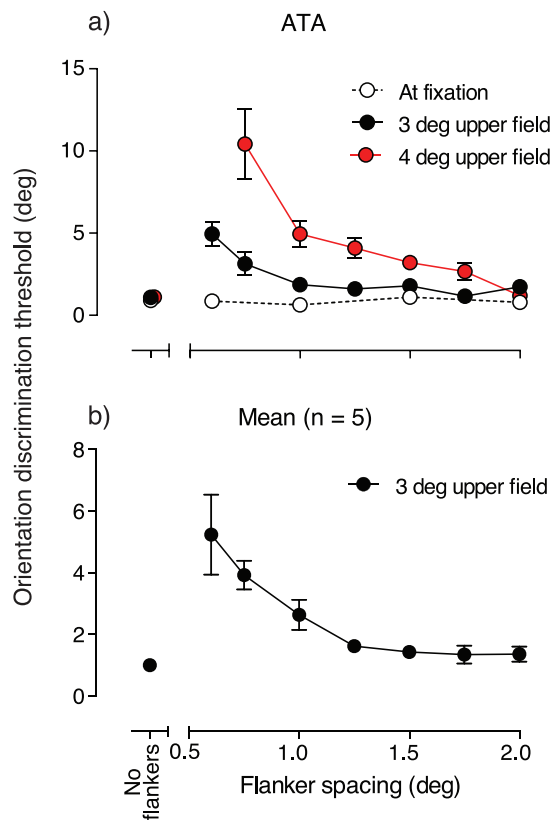 a)
ATA
15
10
5
0
At fixation
3 deg upper field
4 deg upper field
Orientation discrimination threshold (deg)
b)
Mean (n = 5)
8
6
4
2
0
3 deg upper field
No
flankers
0.5
1.0
1.5
2.0
Flanker spacing (deg)